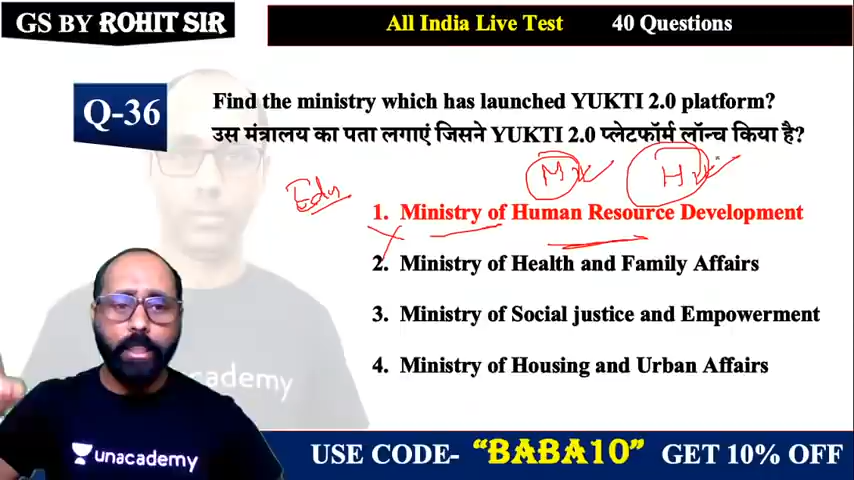 GS BY ROHIT SIR
All India Live Test 40 Questions
Q-36
Find the ministry which has launched YUKTI 2.0 platform?
उस मंत्रालय का पता लगाएं जिसने YUKTI 2.0 प्लेटफॉर्म लॉन्च किया है?
Edu
1. Ministry of Human Resource Development
2. Ministry of Health and Family Affairs
3. Ministry of Social justice and Empowerment
4. Ministry of Housing and Urban Affairs
academy
unacademy
USE CODE- “BABA10” GET 10% OFF